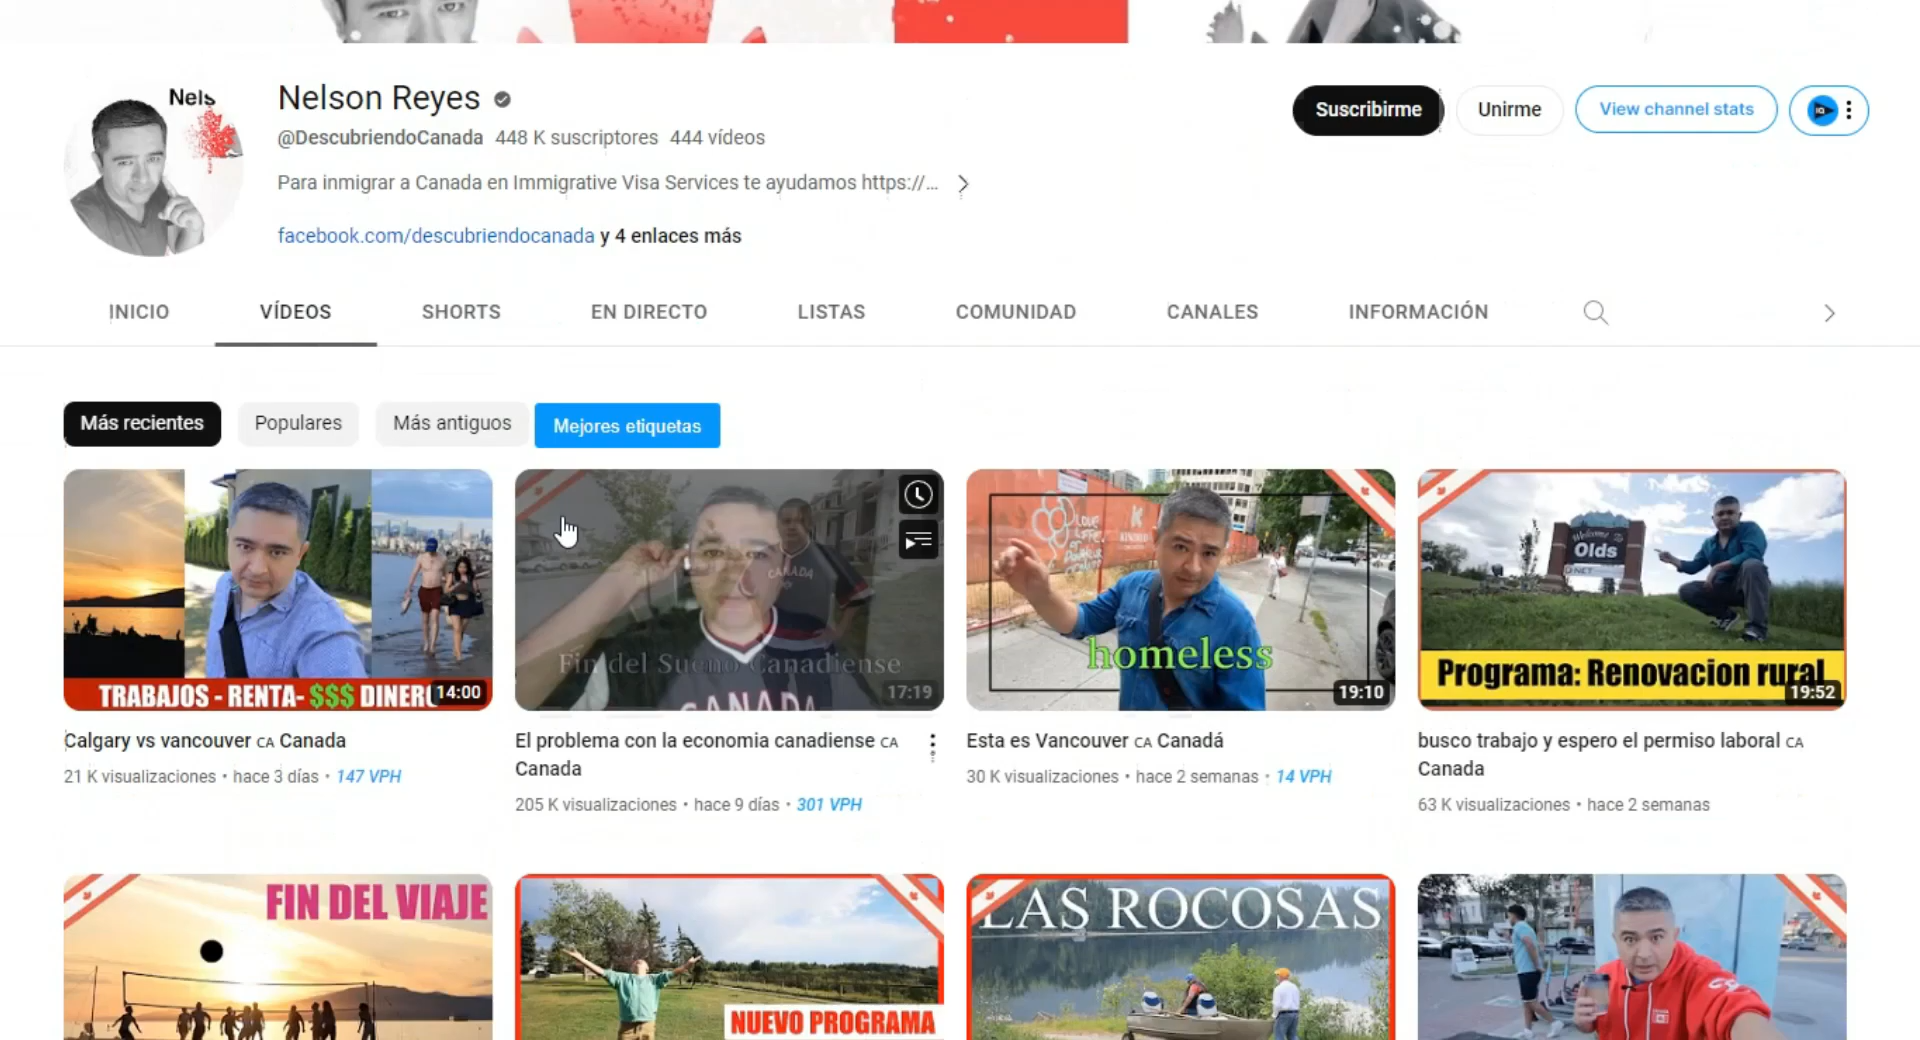 Nels
Nelson Reyes
@DescubriendoCanada 448 K suscriptores 444 vídeos
Para inmigrar a Canada en Immigrative Visa Services te ayudamos https://...
facebook.com/descubriendocanada y 4 enlaces más
Suscribirme
Unirme
View channel stats
INICIO
VÍDEOS
SHORTS
EN DIRECTO
LISTAS
COMUNIDAD
CANALES
INFORMACIÓN
Más recientes
Populares
Más antiguos
Mejores etiquetas
TRABAJOS - RENTA- $$$ DINERO
14:00
CANADA
Fin del Sueño Canadiense
CANADA
17:19
LOVE
homeless
19:10
Welcome To
Olds
Programa: Renovacion rural
19:52
Calgary vs vancouver CA Canada
21 K visualizaciones • hace 3 días • 147 VPH
El problema con la economia canadiense CA
Canada
205 K visualizaciones • hace 9 días • 301 VPH
Esta es Vancouver CA Canadá
30 K visualizaciones • hace 2 semanas • 14 VPH
busco trabajo y espero el permiso laboral CA
Canada
63 K visualizaciones • hace 2 semanas
FIN DEL VIAJE
NUEVO PROGRAMA
LAS ROCOSAS